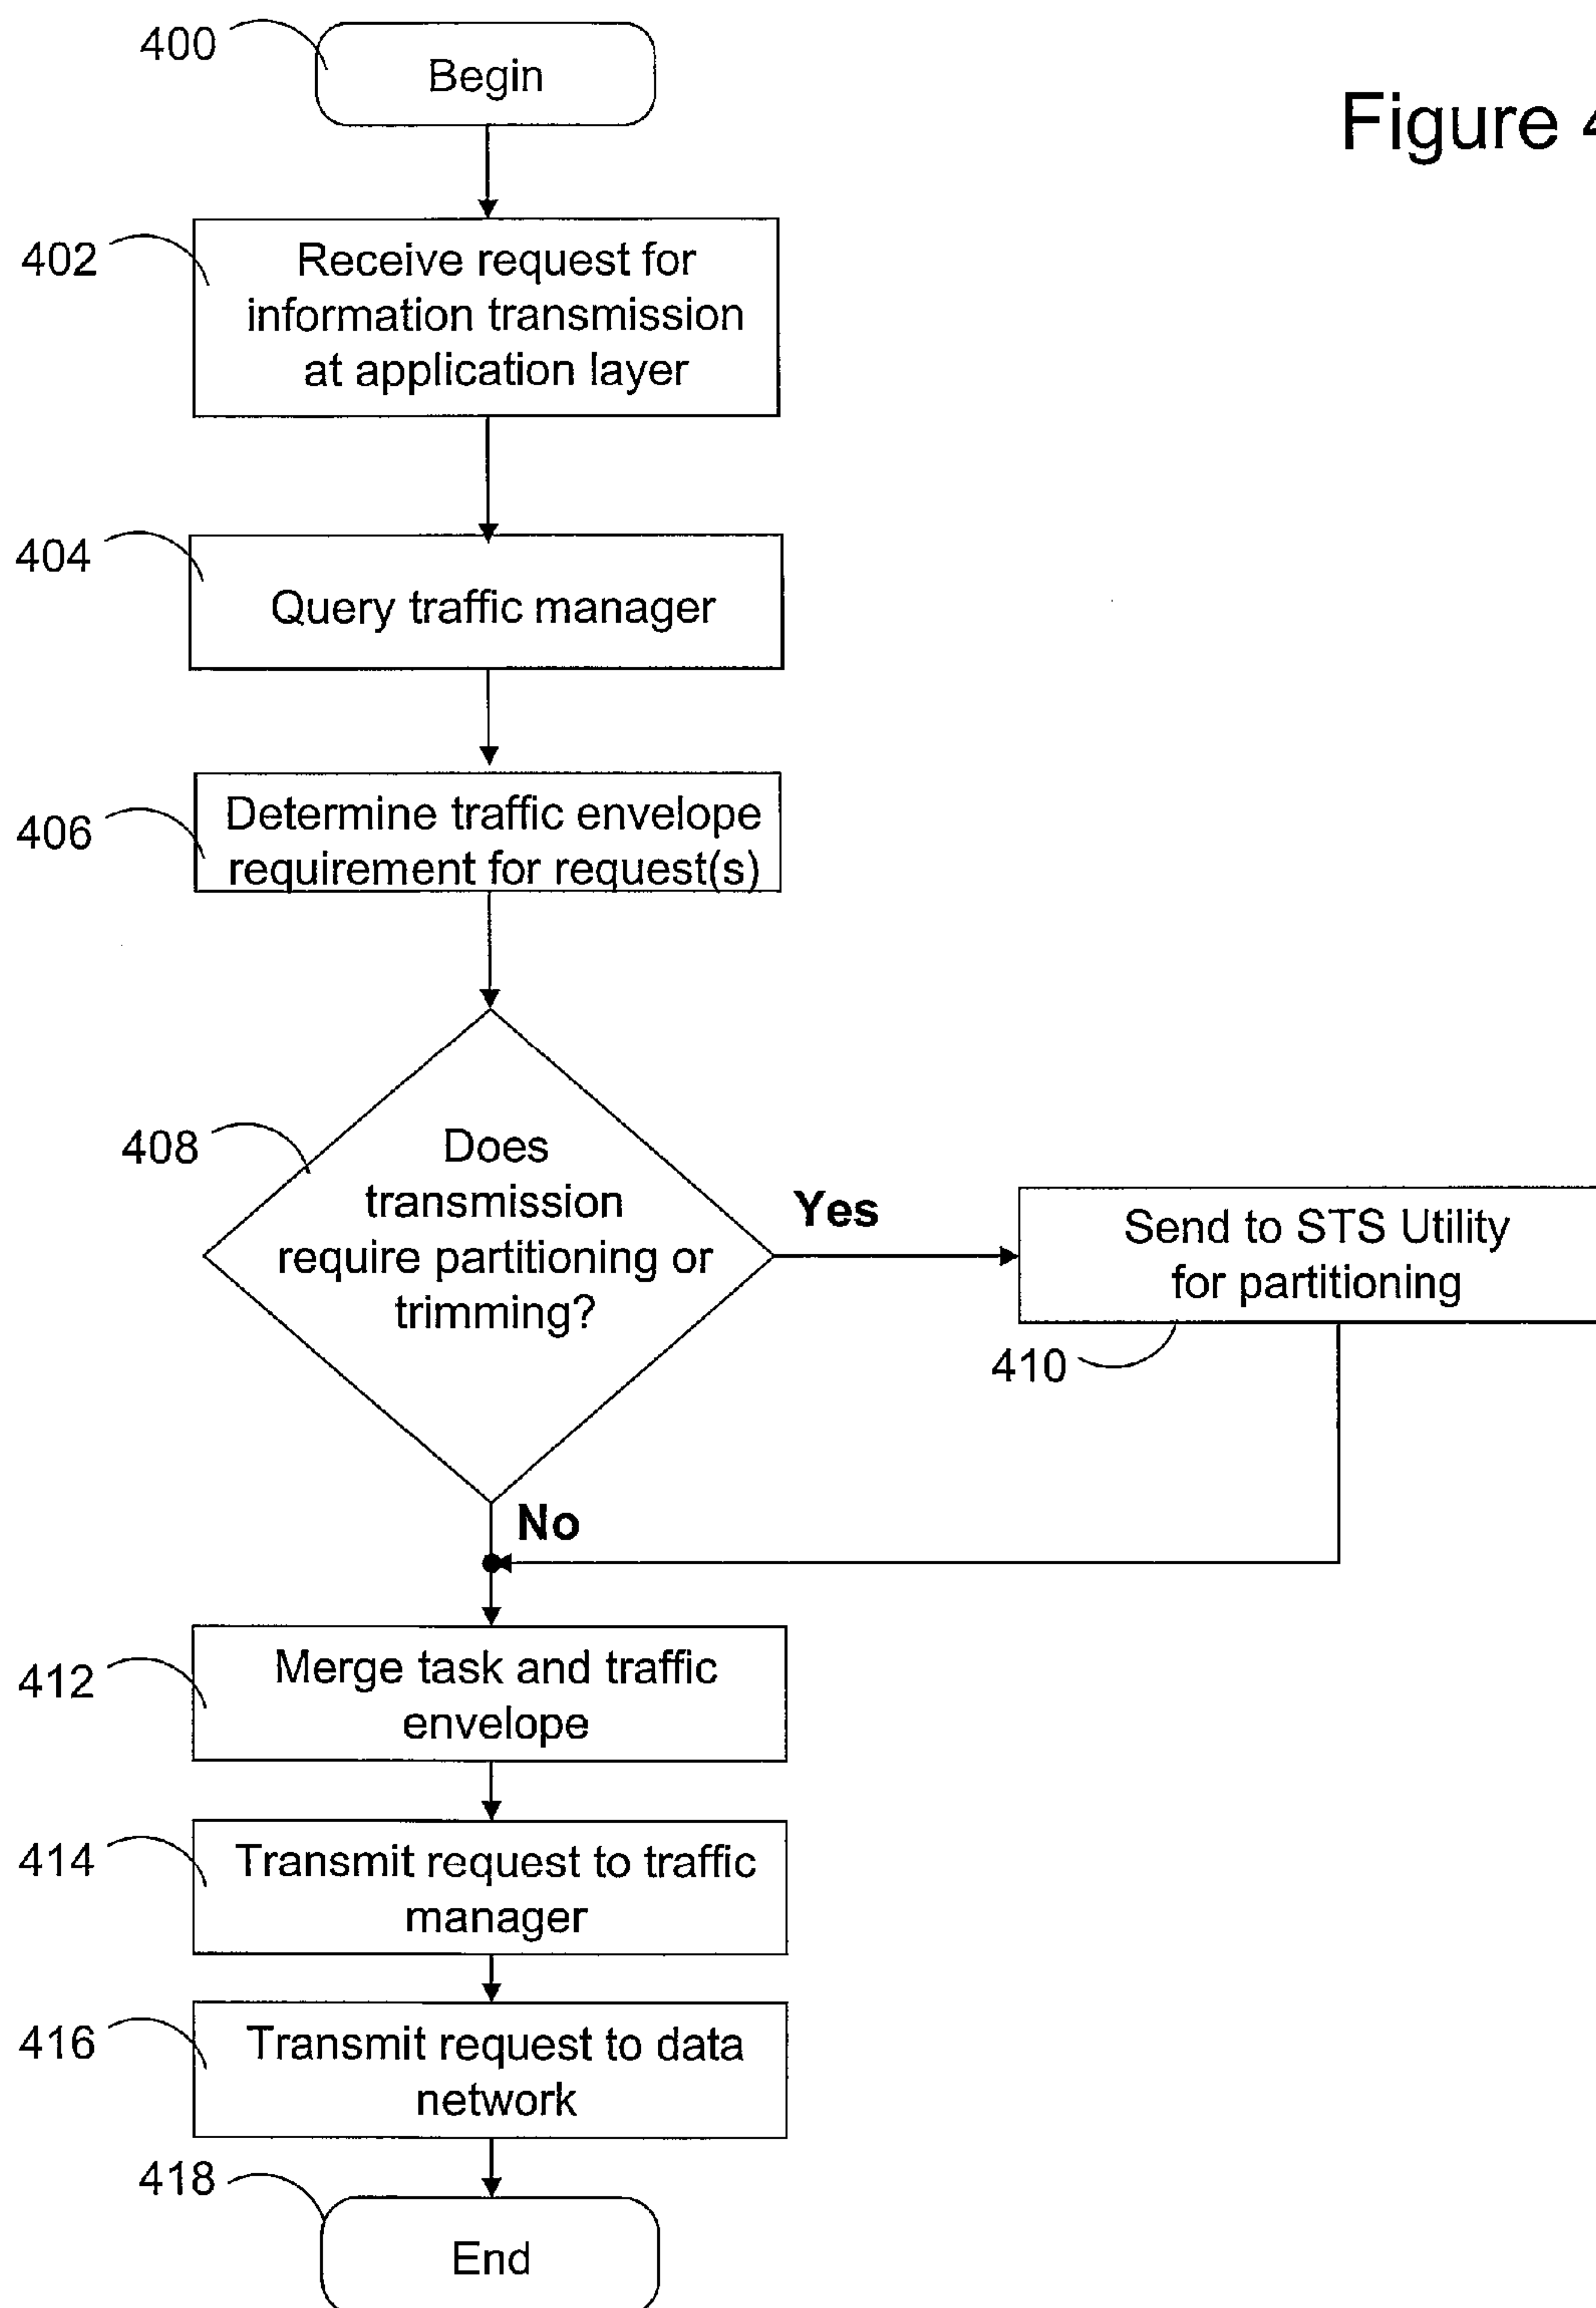 400
Begin
Figure 4
402
Receive request for
information transmission
at application layer
404
Query traffic manager
406
Determine traffic envelope
requirement for request(s)
408
Does
transmission
require partitioning or
trimming?
Yes
Send to STS Utility
for partitioning
410
No
412
Merge task and traffic
envelope
414
Transmit request to traffic
manager
416
Transmit request to data
network
418
End